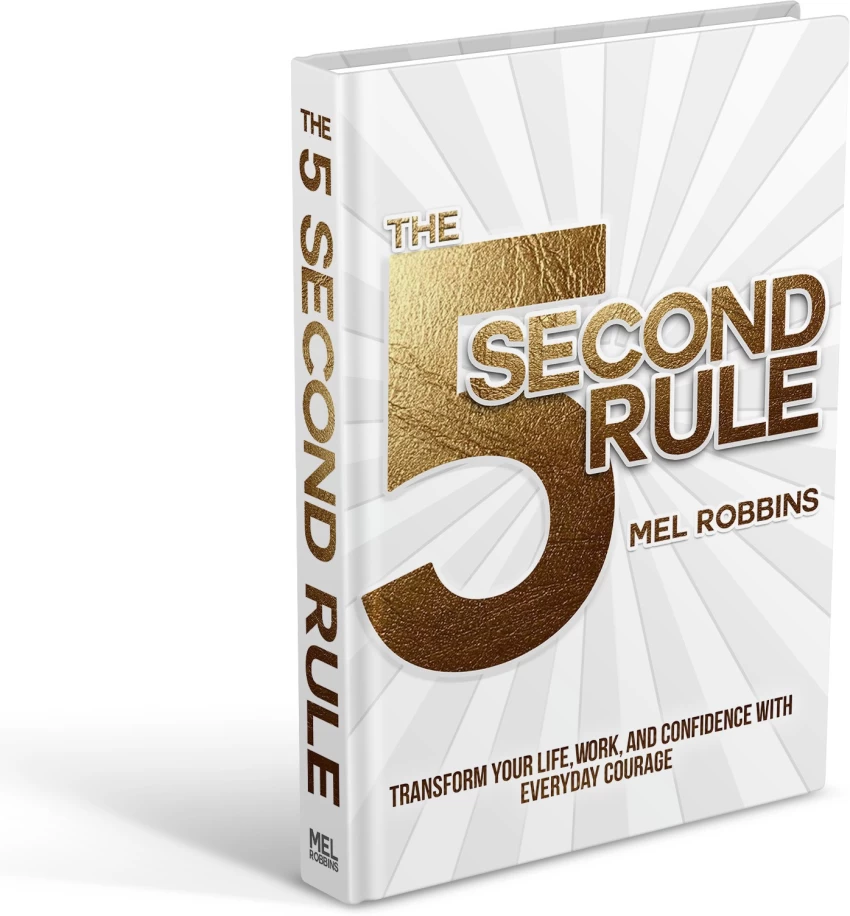 THE 5 SECOND RULE
MEL
ROBBINS
THE
5
SECOND
RULE
MEL ROBBINS
TRANSFORM YOUR LIFE, WORK, AND CONFIDENCE WITH
EVERYDAY COURAGE